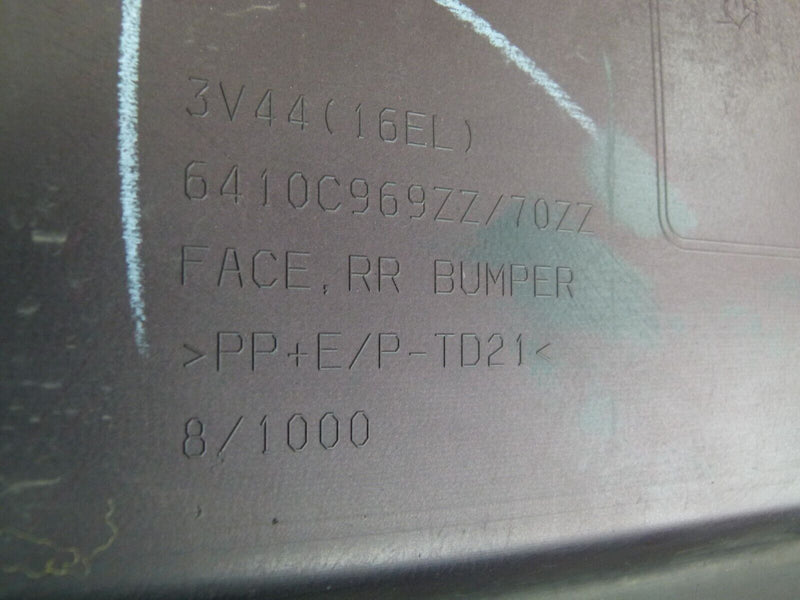 3V44(16EL)
6410C969ZZ/70ZZ
FACE, RR BUMPER
>PP+E/P-TD21<
8/1000